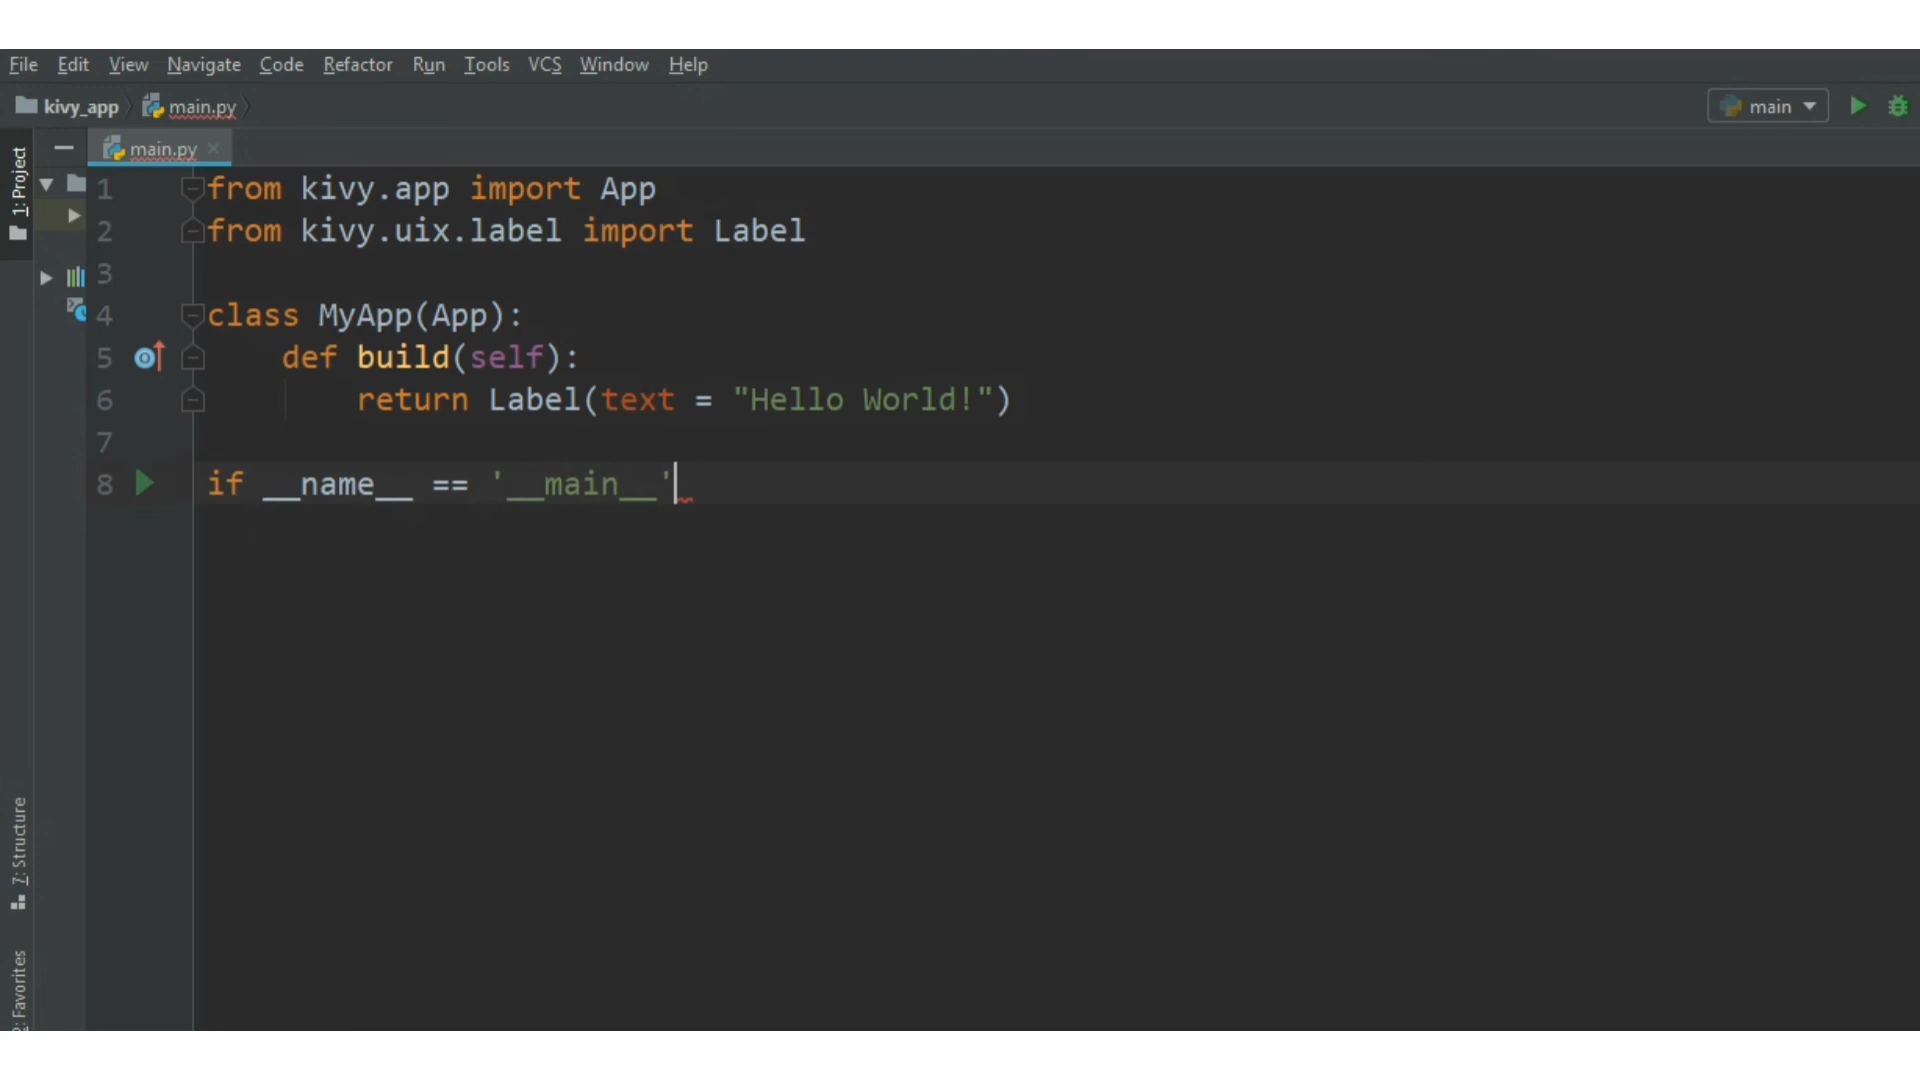 File Edit View Navigate Code Refactor Run Tools VCS Window Help
kivy_app main.py main
main.py
1: Project
1 from kivy.app import App
2 from kivy.uix.label import Label
3
4 class MyApp(App):
5     def build(self):
6         return Label(text = "Hello World!")
7
8 if __name__ == '__main__'
7: Structure
2: Favorites